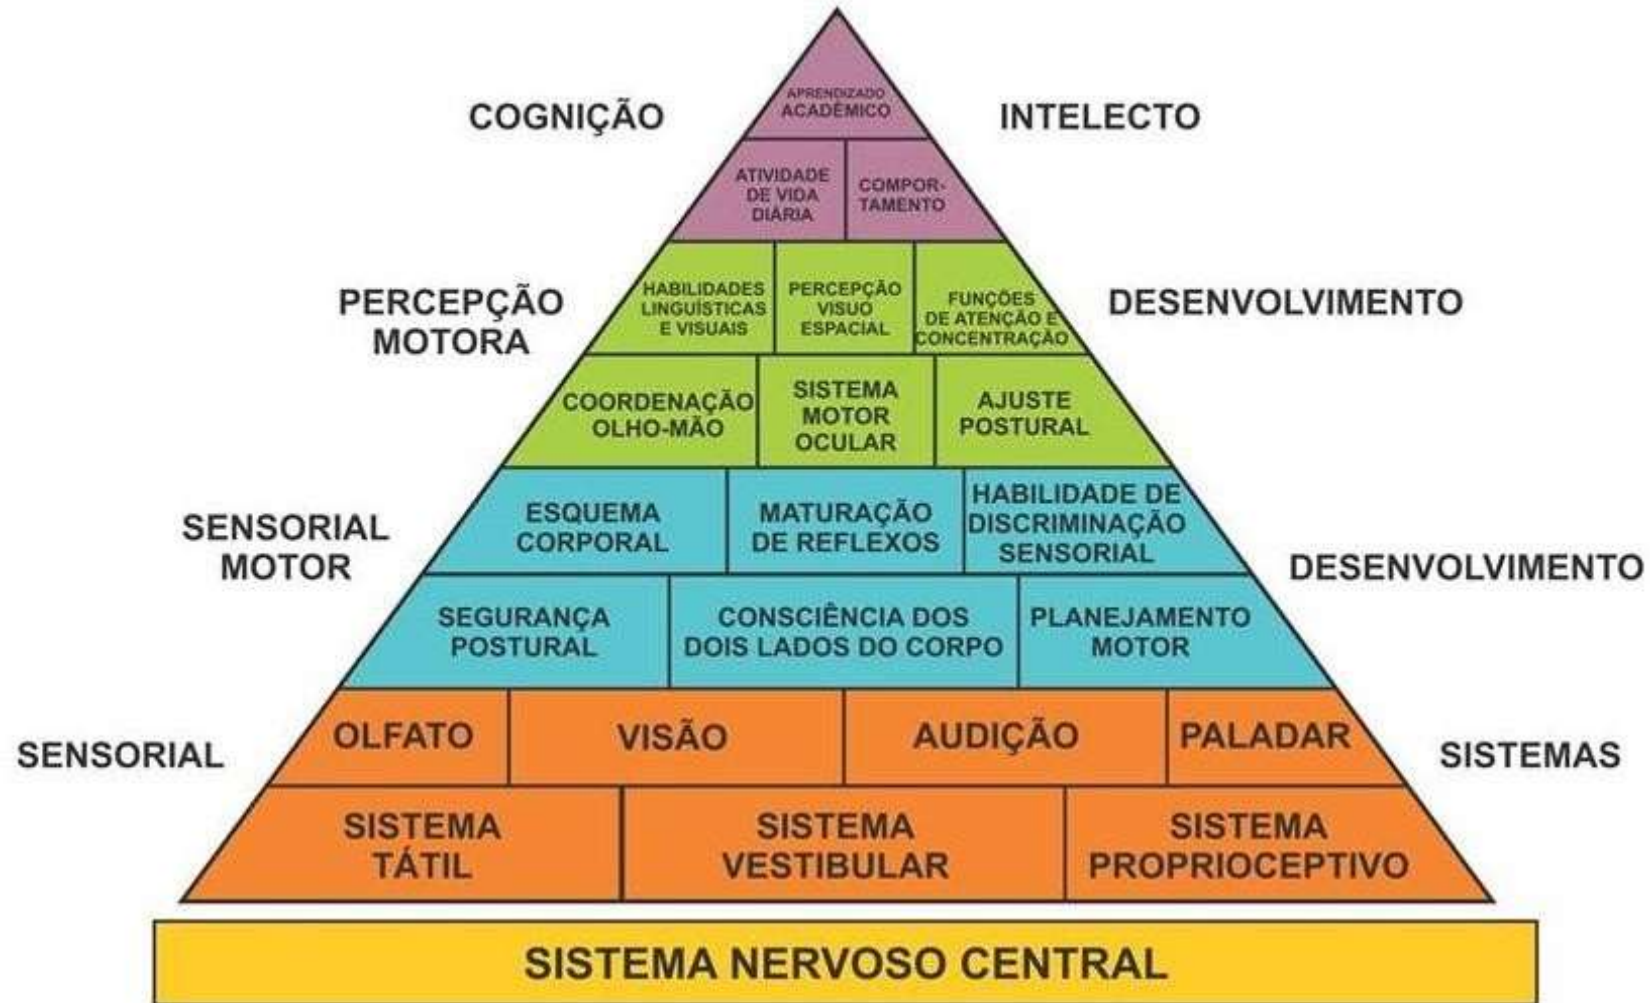 APRENDIZADO
ACADÊMICO
COGNIÇÃO
INTELECTO
ATIVIDADE
DE VIDA
DIÁRIA
COMPOR-
TAMENTO
PERCEPÇÃO
MOTORA
HABILIDADES
LINGUÍSTICAS
E VISUAIS
PERCEPÇÃO
VISUO
ESPACIAL
FUNÇÕES
DE ATENÇÃO E
CONCENTRAÇÃO
DESENVOLVIMENTO
COORDENAÇÃO
OLHO-MÃO
SISTEMA
MOTOR
OCULAR
AJUSTE
POSTURAL
SENSORIAL
MOTOR
ESQUEMA
CORPORAL
MATURAÇÃO
DE REFLEXOS
HABILIDADE DE
DISCRIMINAÇÃO
SENSORIAL
DESENVOLVIMENTO
SEGURANÇA
POSTURAL
CONSCIÊNCIA DOS
DOIS LADOS DO CORPO
PLANEJAMENTO
MOTOR
SENSORIAL
OLFATO
VISÃO
AUDIÇÃO
PALADAR
SISTEMAS
SISTEMA
TÁTIL
SISTEMA
VESTIBULAR
SISTEMA
PROPRIOCEPTIVO
SISTEMA NERVOSO CENTRAL